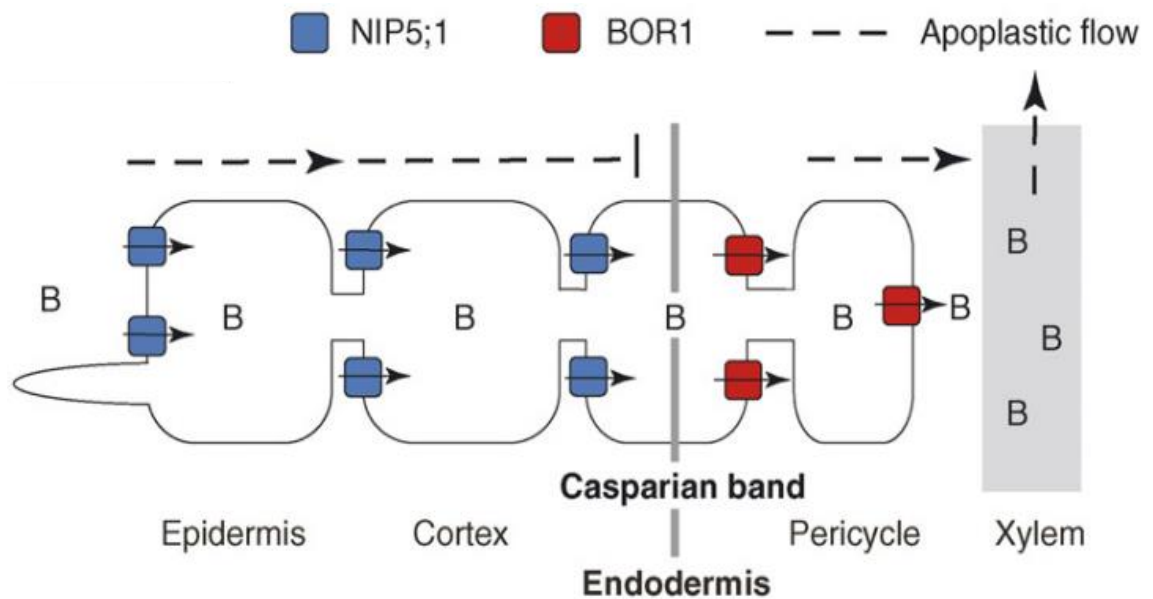 NIP5;1 BOR1 Apoplastic flow
B
B B B B B
B
B
B
Casparian band
Epidermis Cortex Pericycle Xylem
Endodermis